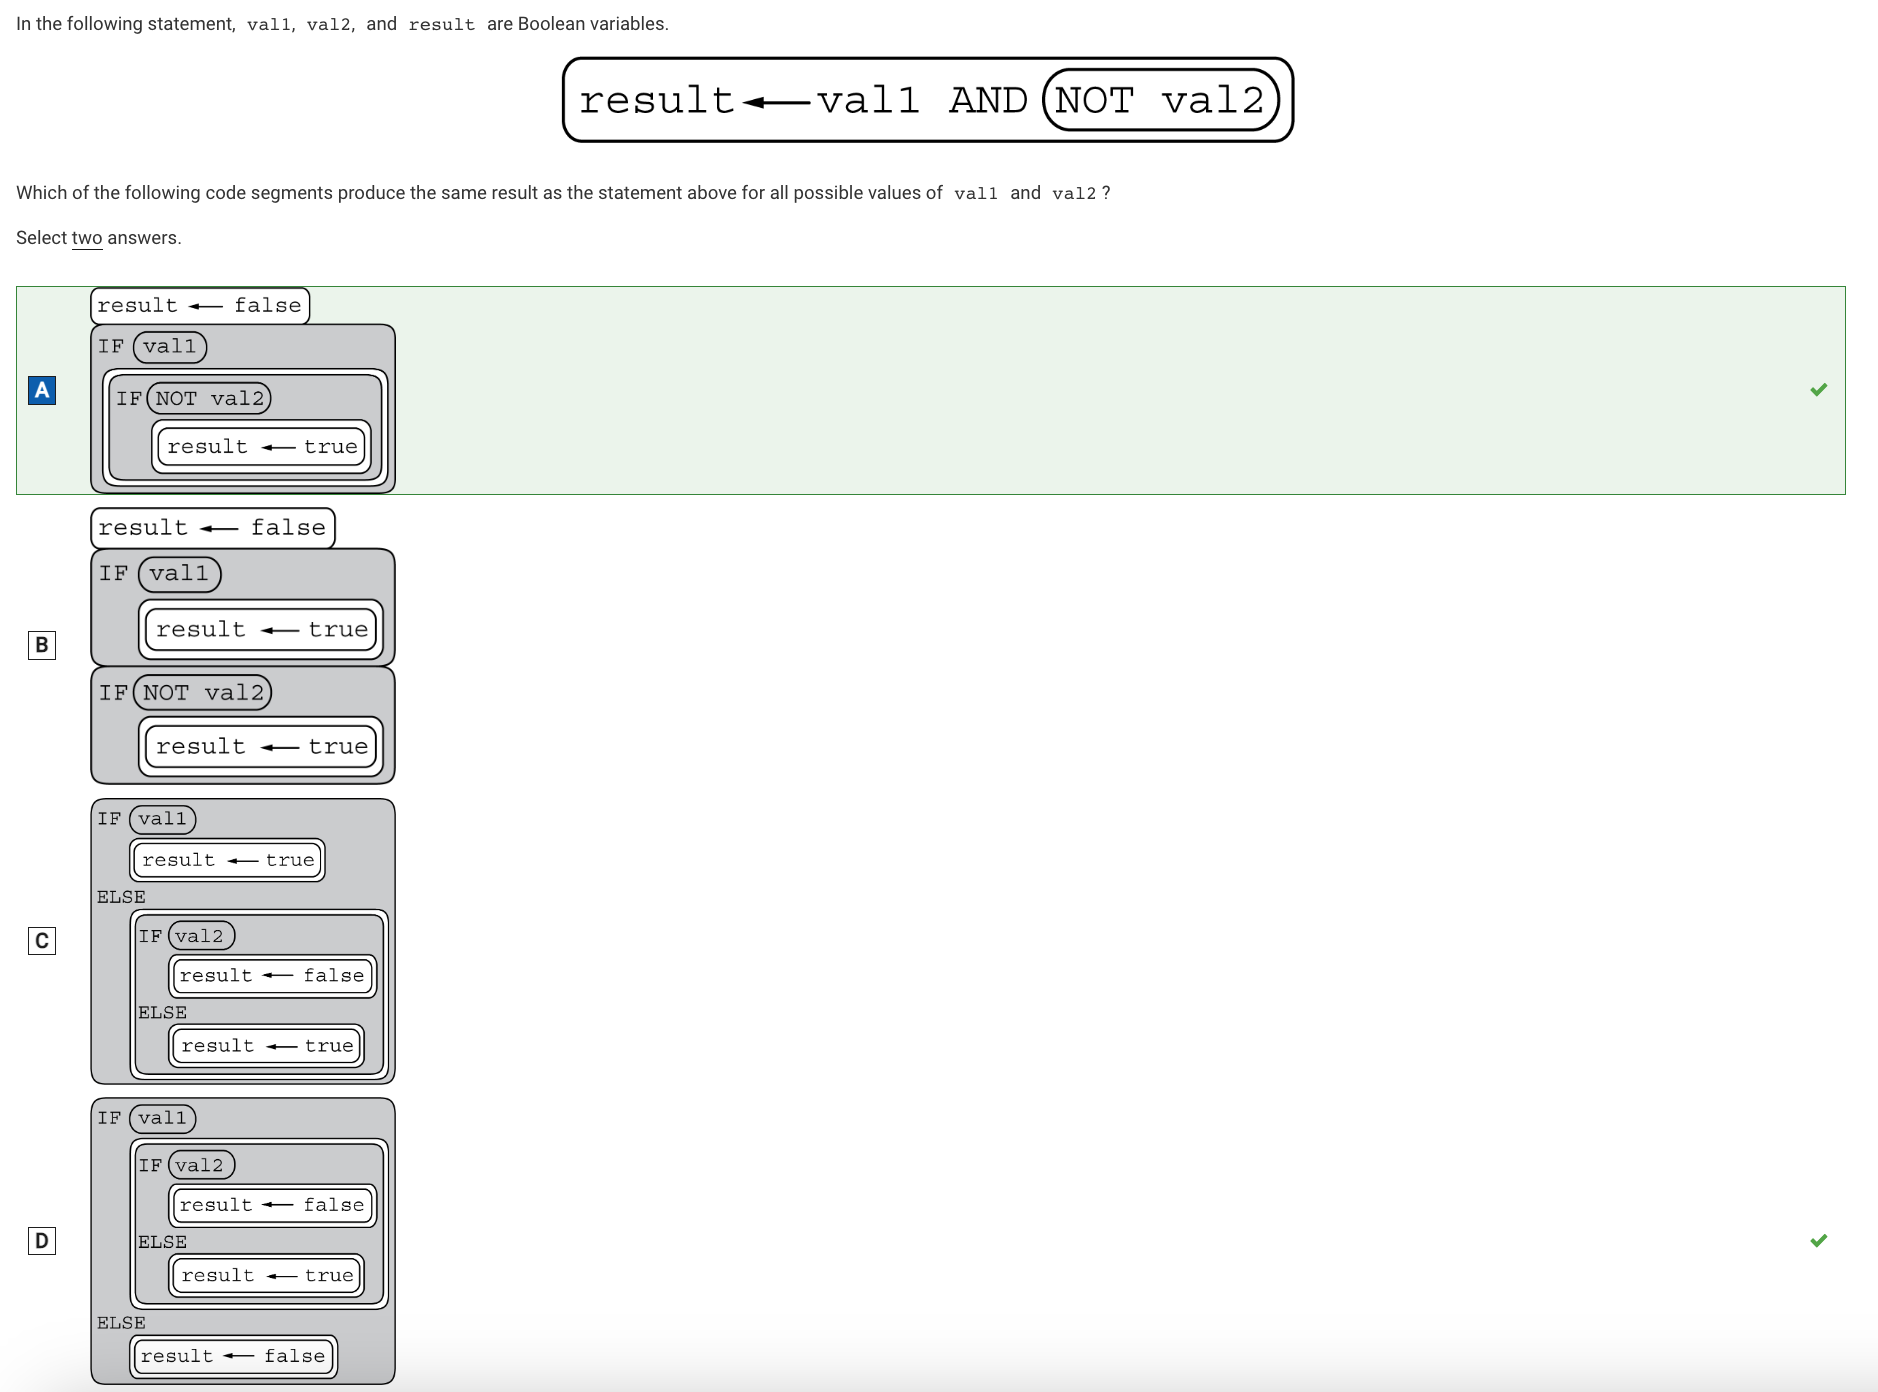 In the following statement, val1, val2, and result are Boolean variables.
result ← val1 AND NOT val2
Which of the following code segments produce the same result as the statement above for all possible values of val1 and val2 ?
Select two answers.
A
result ← false
IF val1
IF NOT val2
result ← true
B
result ← false
IF val1
result ← true
IF NOT val2
result ← true
C
IF val1
result ← true
ELSE
IF val2
result ← false
ELSE
result ← true
D
IF val1
IF val2
result ← false
ELSE
result ← true
ELSE
result ← false